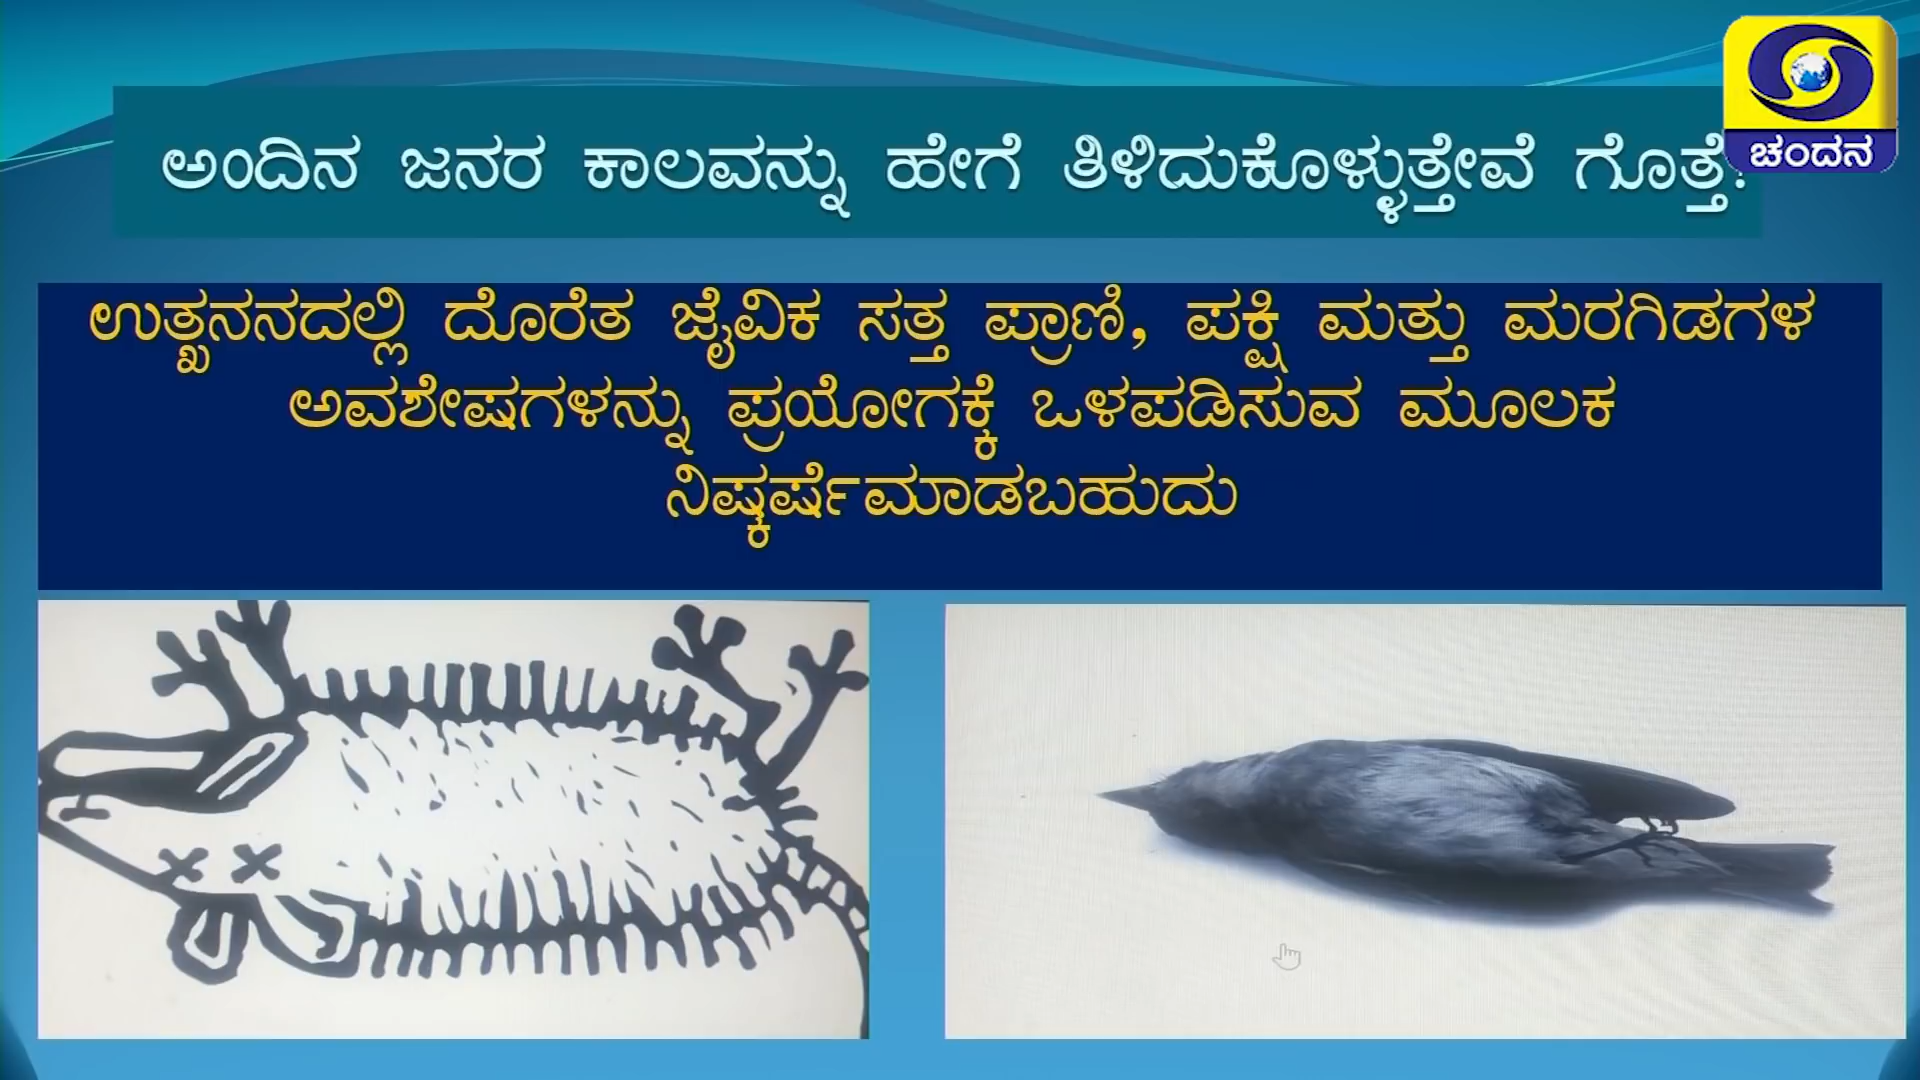 ಚಂದನ
ಅಂದಿನ ಜನರ ಕಾಲವನ್ನು ಹೇಗೆ ತಿಳಿದುಕೊಳ್ಳುತ್ತೇವೆ ಗೊತ್ತೆ?
ಉತ್ಖನನದಲ್ಲಿ ದೊರೆತ ಜೈವಿಕ ಸತ್ತ ಪ್ರಾಣಿ, ಪಕ್ಷಿ ಮತ್ತು ಮರಗಿಡಗಳ
ಅವಶೇಷಗಳನ್ನು ಪ್ರಯೋಗಕ್ಕೆ ಒಳಪಡಿಸುವ ಮೂಲಕ
ನಿಷ್ಕರ್ಷೆಮಾಡಬಹುದು